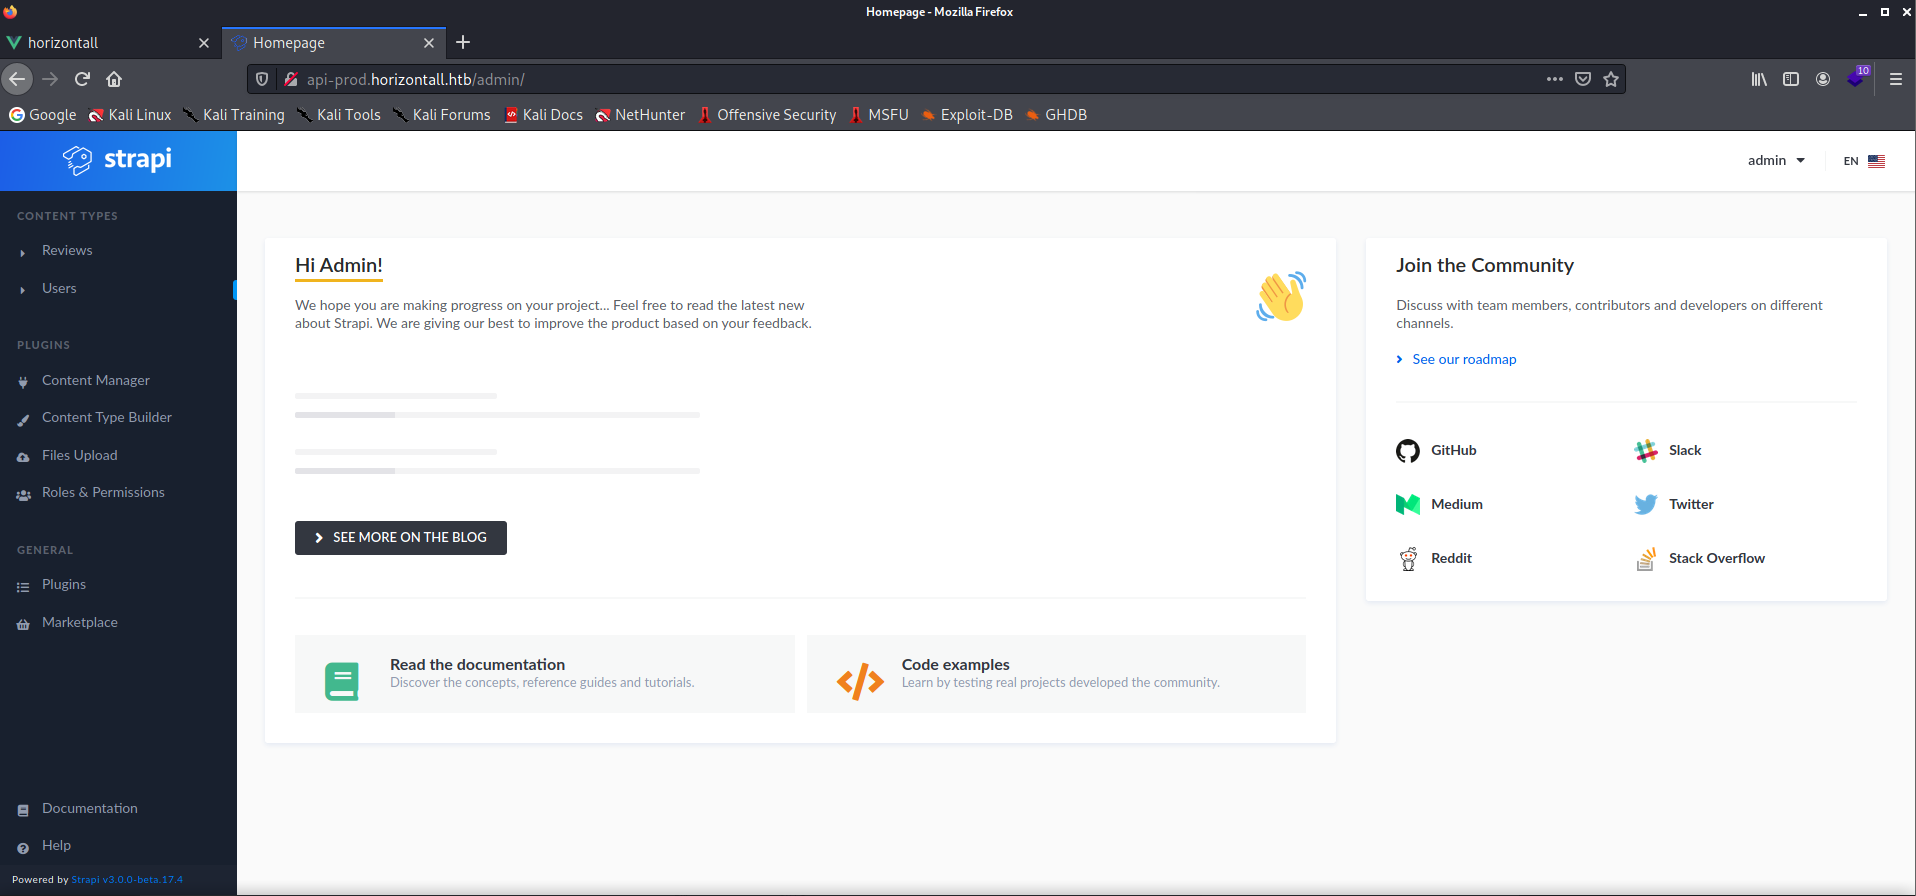 Homepage - Mozilla Firefox
horizontall
Homepage
api-prod.horizontall.htb/admin/
10
Google Kali Linux Kali Training Kali Tools Kali Forums Kali Docs NetHunter Offensive Security MSFU Exploit-DB GHDB
strapi
admin
EN
CONTENT TYPES
Reviews
Users
PLUGINS
Content Manager
Content Type Builder
Files Upload
Roles & Permissions
GENERAL
Plugins
Marketplace
Documentation
Help
Powered by Strapi v3.0.0-beta.17.4
Hi Admin!
We hope you are making progress on your project... Feel free to read the latest new
about Strapi. We are giving our best to improve the product based on your feedback.
SEE MORE ON THE BLOG
Read the documentation
Discover the concepts, reference guides and tutorials.
Code examples
Learn by testing real projects developed the community.
Join the Community
Discuss with team members, contributors and developers on different
channels.
See our roadmap
GitHub
Slack
Medium
Twitter
Reddit
Stack Overflow